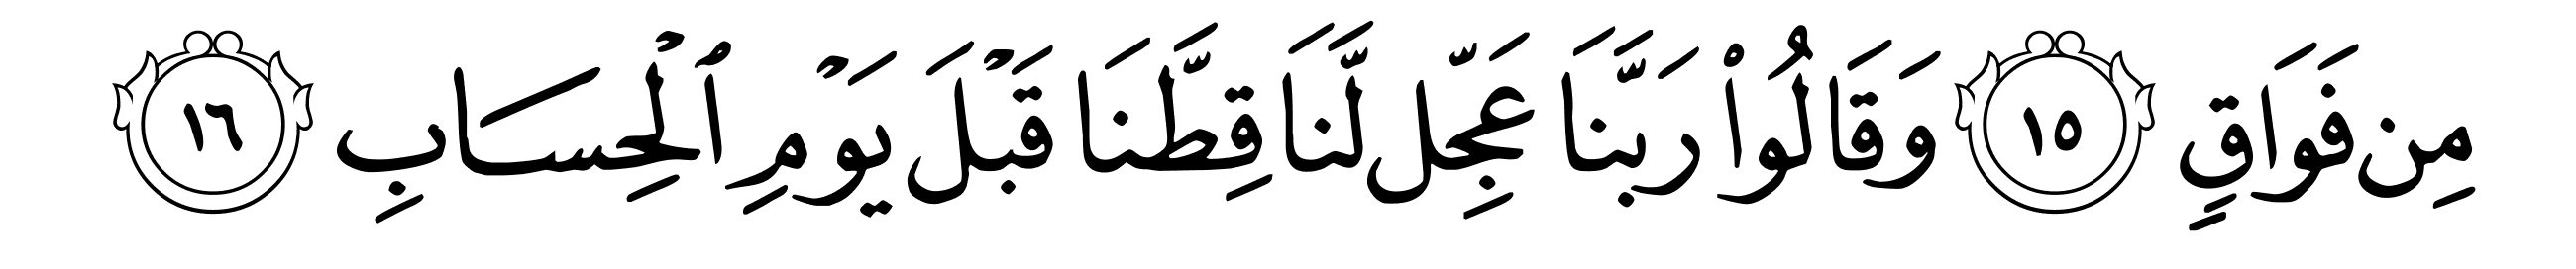 مِن فَوَاقٍ ١٥ وَقَالُوا۟ رَبَّنَا عَجِّل لَّنَا قِطَّنَا قَبْلَ يَوْمِ ٱلْحِسَابِ ١٦